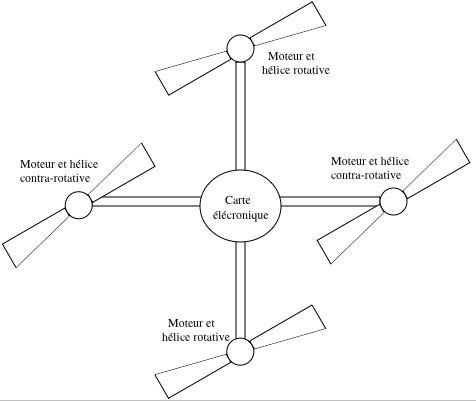 Moteur et
hélice rotative
Moteur et hélice
contra-rotative
Moteur et hélice
contra-rotative
Carte
élécronique
Moteur et
hélice rotative